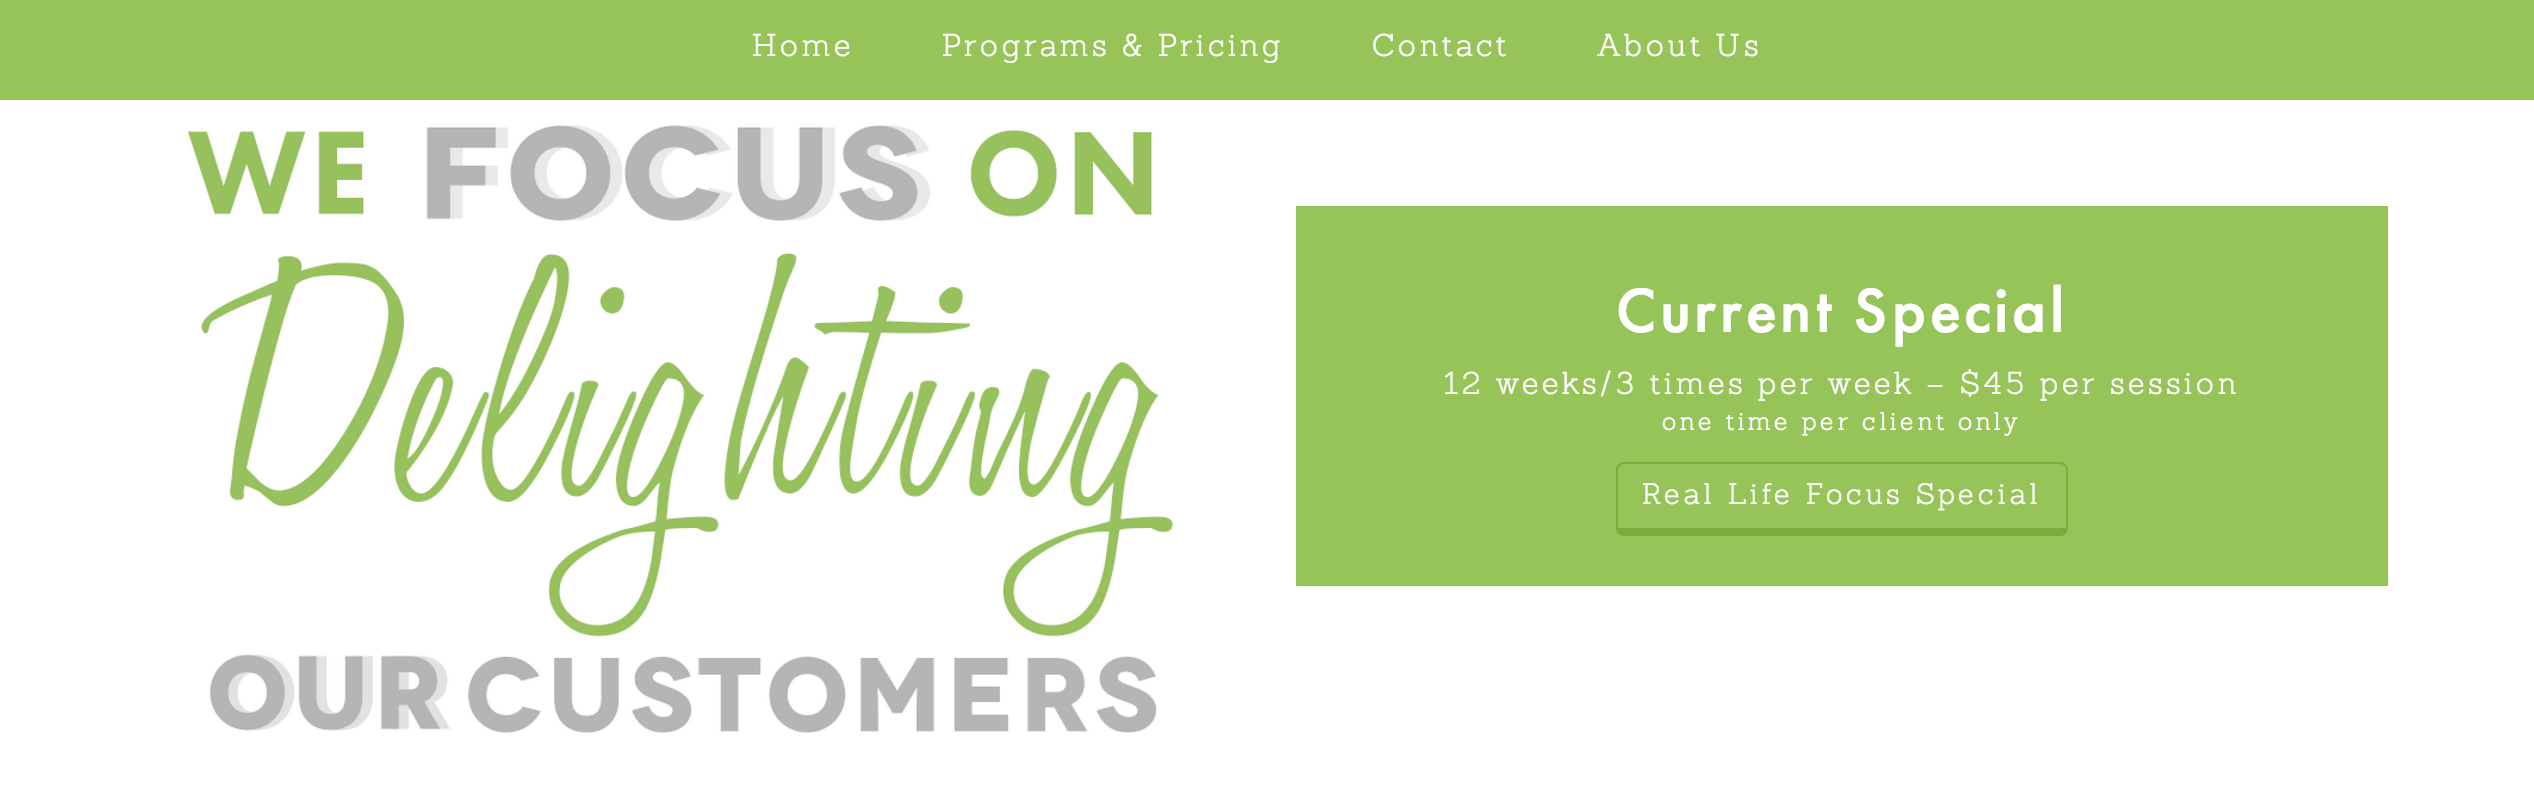 Home Programs & Pricing Contact About Us
WE FOCUS ON
Delighting
OUR CUSTOMERS
Current Special
12 weeks/3 times per week – $45 per session
one time per client only
Real Life Focus Special